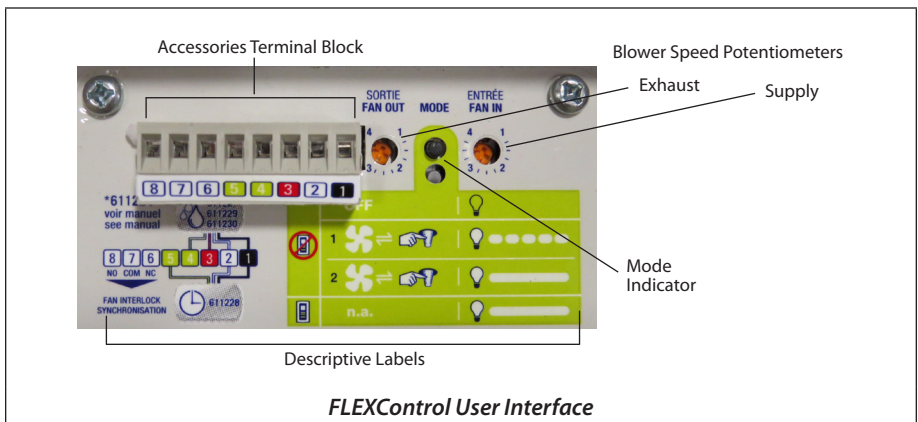 Accessories Terminal Block
Blower Speed Potentiometers
Exhaust
Supply
SORTIE
FAN OUT
MODE
ENTRÉE
FAN IN
4 1
3 2
4 1
3 2
8 7 6 5 4 3 2 1
voir manuel
see manual
611229
611230
8 7 6 5 4 3 2 1
NO COM NC
FAN INTERLOCK
SYNCHRONISATION
611228
OFF
1
2
n.a.
Mode
Indicator
Descriptive Labels
FLEXControl User Interface